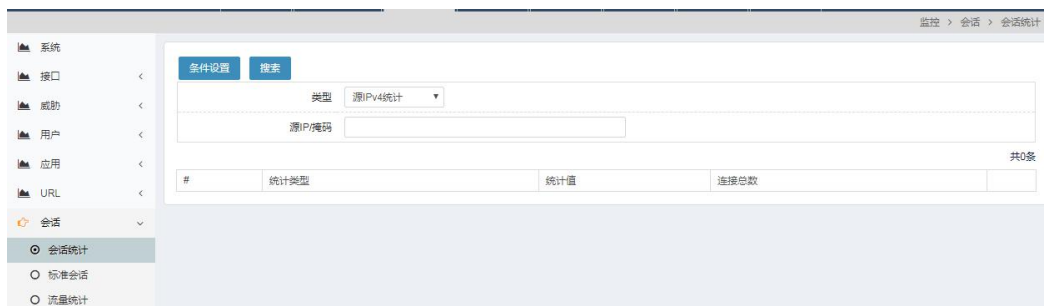 监控 > 会话 > 会话统计
系统
接口
威胁
用户
应用
URL
会话
会话统计
标准会话
流量统计
条件设置 搜索
类型 源IPv4统计
源IP/掩码
共0条
# 统计类型 统计值 连接总数